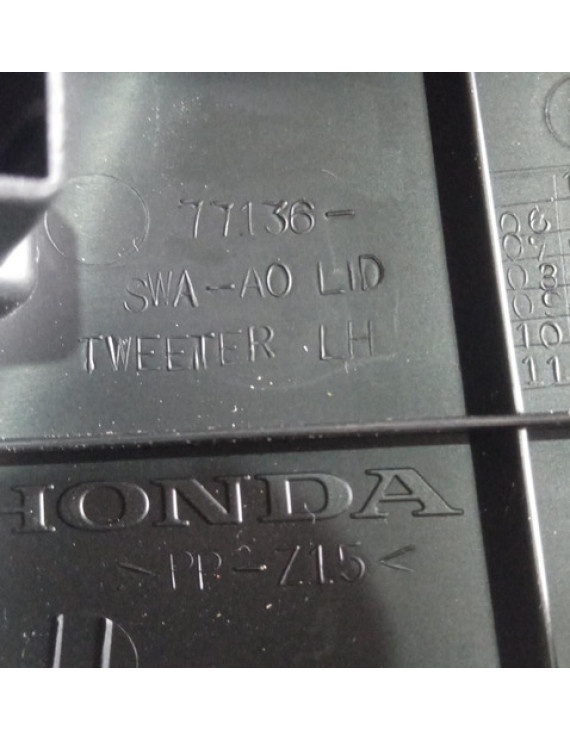 77136-
SWA-A0 LID
TWEETER LH
06
07
08
09
10
11
HONDA
>PP-Z15<